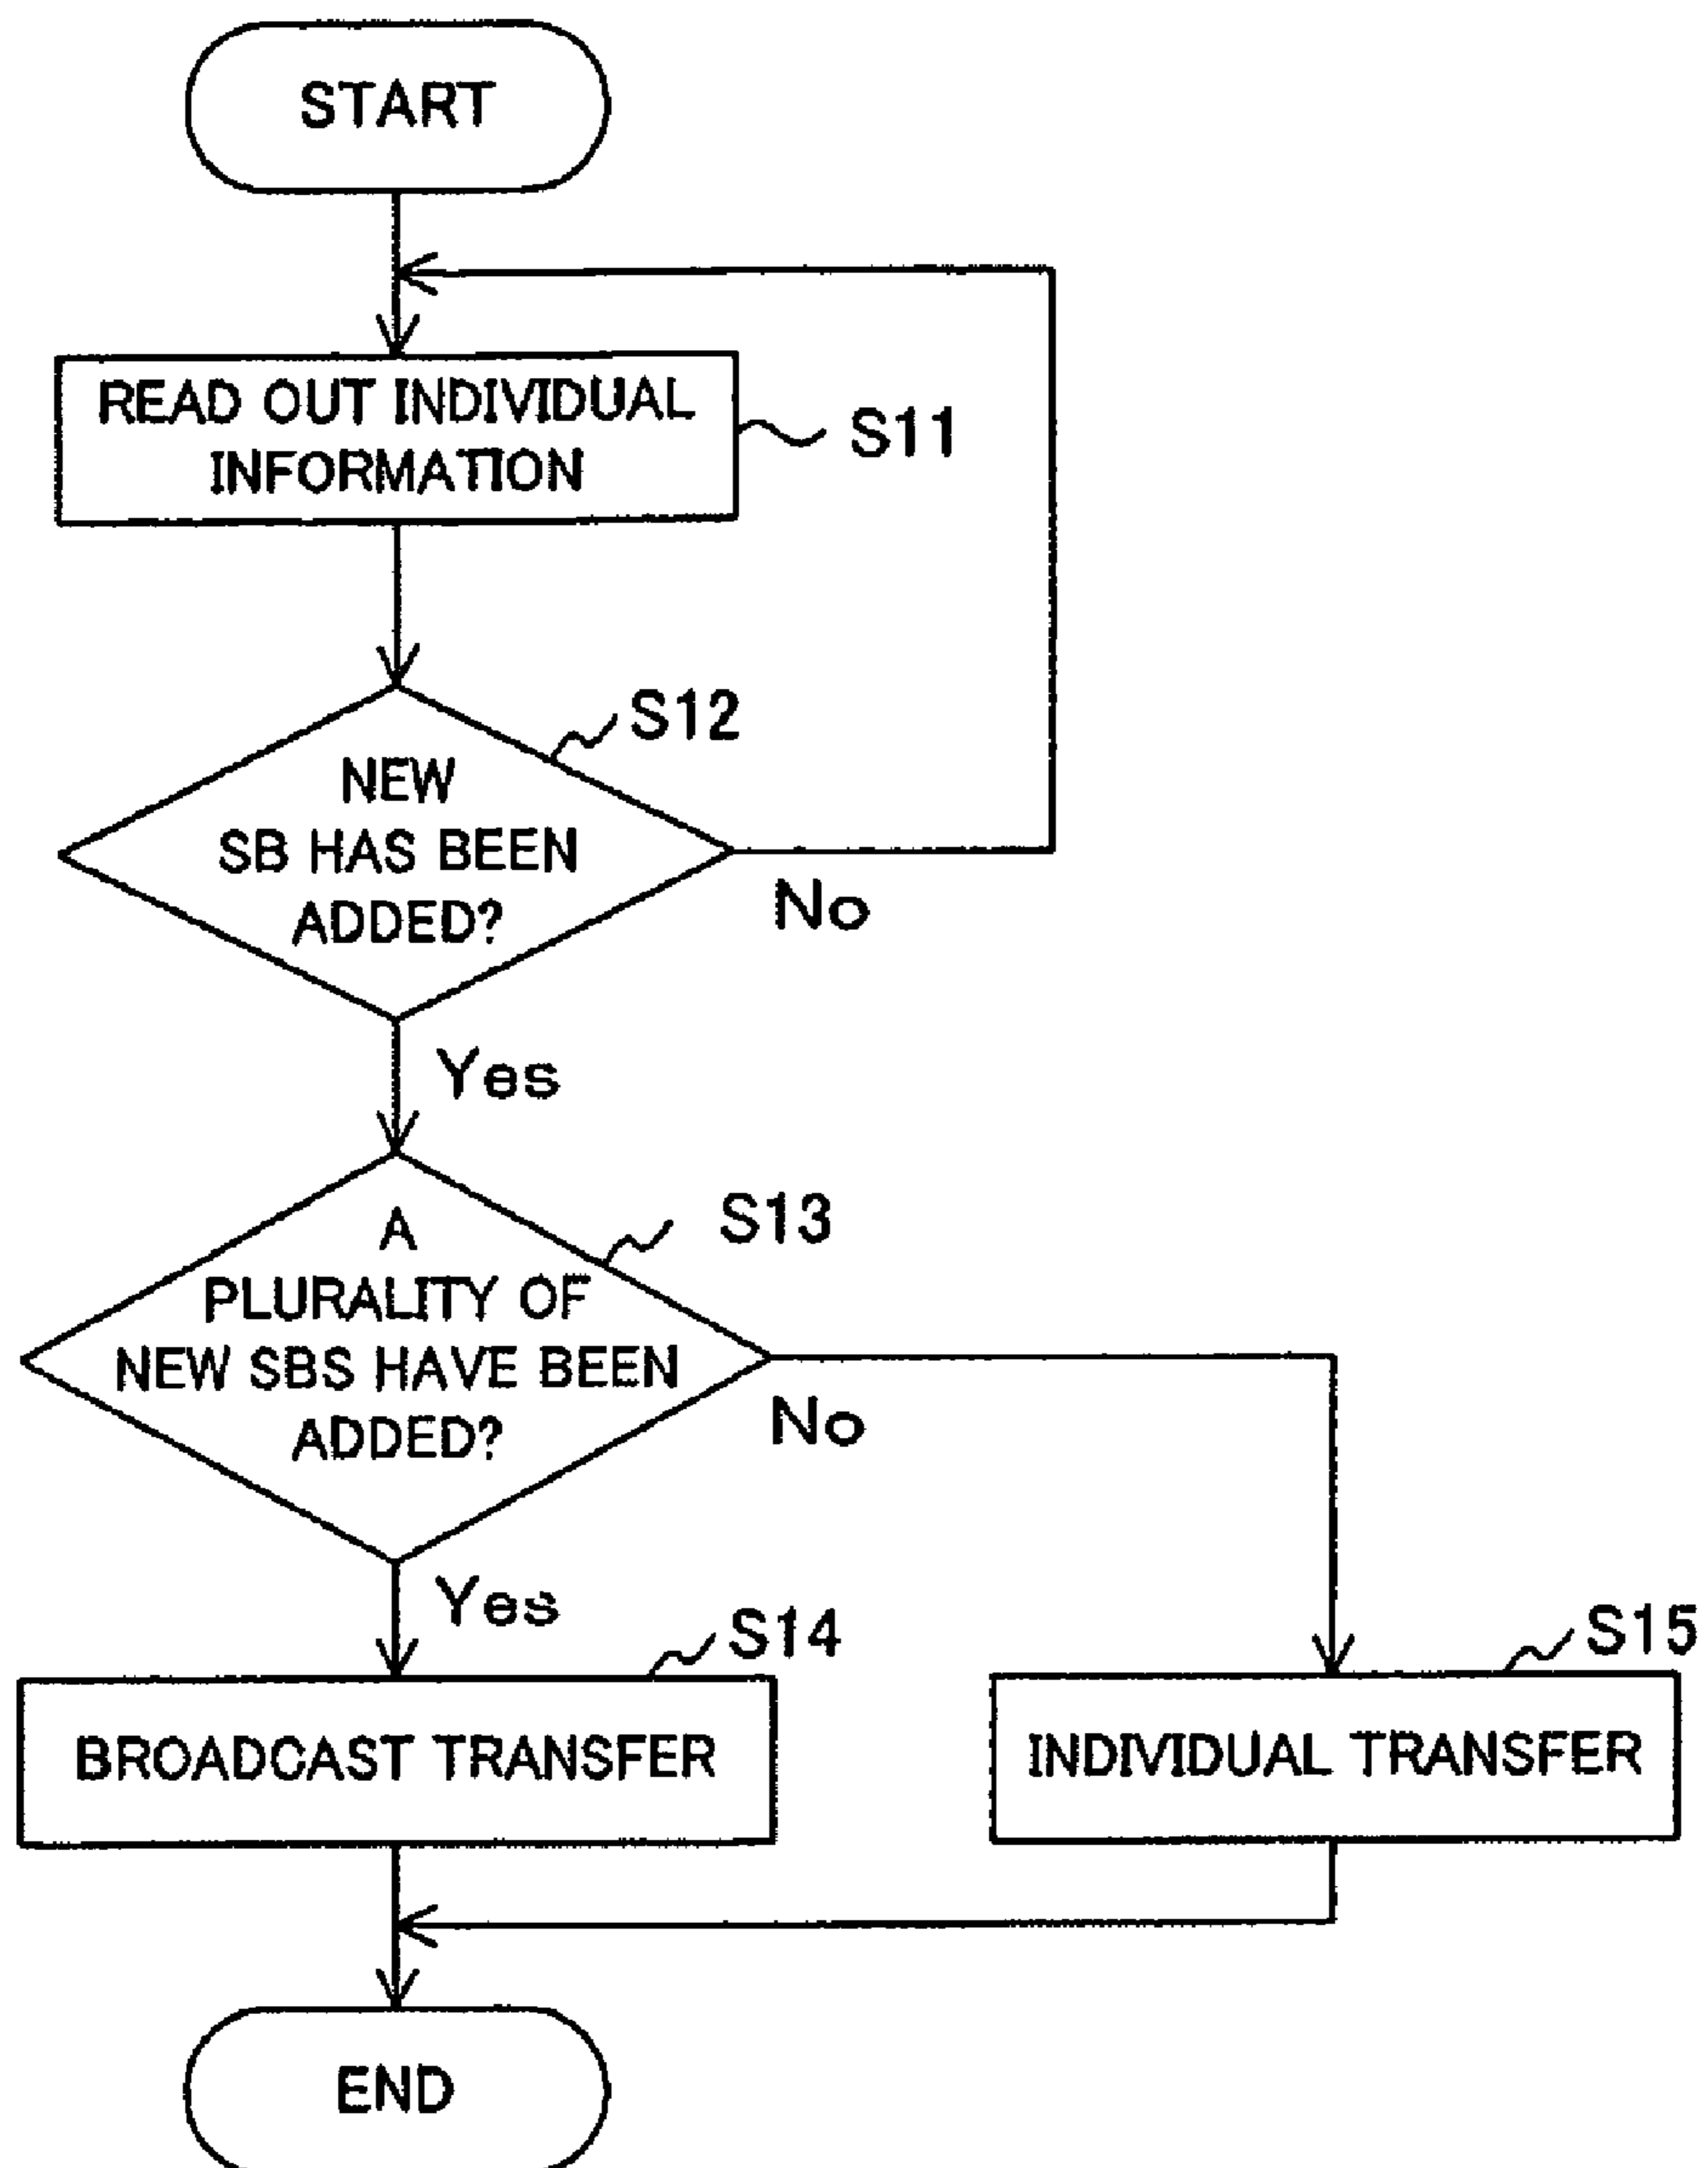 START
READ OUT INDIVIDUAL
INFORMATION
S11
S12
NEW
SB HAS BEEN
ADDED?
No
Yes
S13
A
PLURALITY OF
NEW SBS HAVE BEEN
ADDED?
No
Yes
S14
BROADCAST TRANSFER
S15
INDIVIDUAL TRANSFER
END